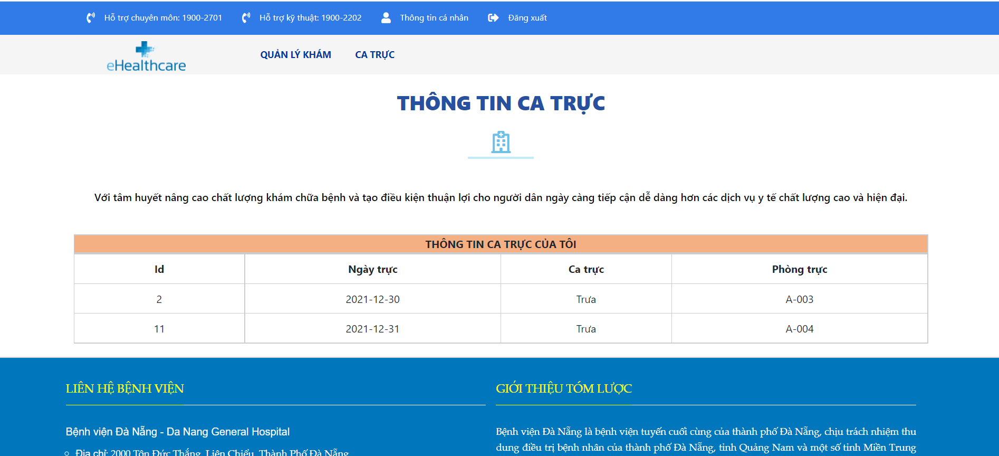 Hỗ trợ chuyên môn: 1900-2701 Hỗ trợ kỹ thuật: 1900-2202 Thông tin cá nhân Đăng xuất
eHealthcare QUẢN LÝ KHÁM CA TRỰC
THÔNG TIN CA TRỰC
Với tâm huyết nâng cao chất lượng khám chữa bệnh và tạo điều kiện thuận lợi cho người dân ngày càng tiếp cận dễ dàng hơn các dịch vụ y tế chất lượng cao và hiện đại.
THÔNG TIN CA TRỰC CỦA TÔI
Id Ngày trực Ca trực Phòng trực
2 2021-12-30 Trưa A-003
11 2021-12-31 Trưa A-004
LIÊN HỆ BỆNH VIỆN
Bệnh viện Đà Nẵng - Da Nang General Hospital
Địa chỉ: 2000 Tôn Đức Thắng, Liên Chiểu, Thành Phố Đà Nẵng
GIỚI THIỆU TÓM LƯỢC
Bệnh viện Đà Nẵng là bệnh viện tuyến cuối cùng của thành phố Đà Nẵng, chịu trách nhiệm thu
dung điều trị bệnh nhân của thành phố Đà Nẵng, tỉnh Quảng Nam và một số tỉnh Miền Trung